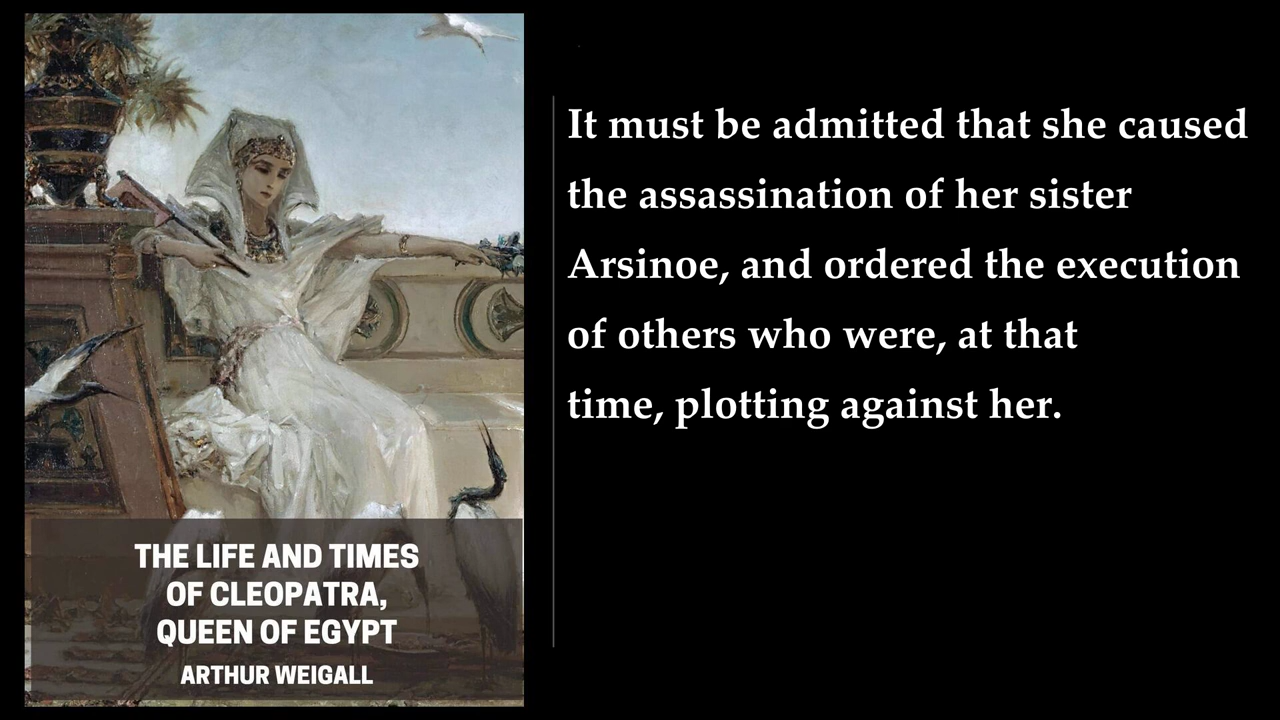 It must be admitted that she caused
the assassination of her sister
Arsinoe, and ordered the execution
of others who were, at that
time, plotting against her.
THE LIFE AND TIMES
OF CLEOPATRA,
QUEEN OF EGYPT
ARTHUR WEIGALL